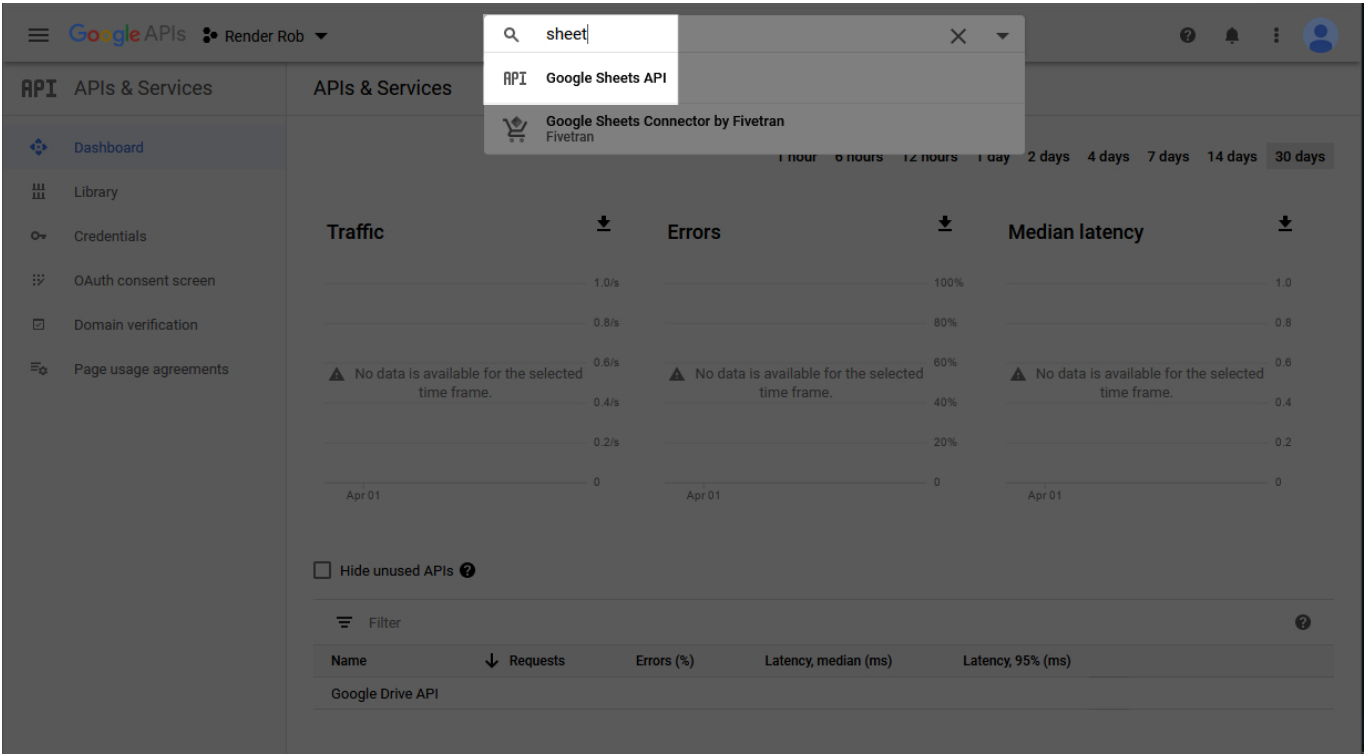 Google APIs Render Rob
sheet
API Google Sheets API
Google Sheets Connector by Fivetran
Fivetran
API APIs & Services
APIs & Services
Dashboard
Library
Credentials
OAuth consent screen
Domain verification
Page usage agreements
1 hour 6 hours 12 hours 1 day 2 days 4 days 7 days 14 days 30 days
Traffic
1.0/s
0.8/s
0.6/s
0.4/s
0.2/s
0
No data is available for the selected
time frame.
Apr 01
Errors
100%
80%
60%
40%
20%
0
No data is available for the selected
time frame.
Apr 01
Median latency
1.0
0.8
0.6
0.4
0.2
0
No data is available for the selected
time frame.
Apr 01
Hide unused APIs
Filter
Name Requests Errors (%) Latency, median (ms) Latency, 95% (ms)
Google Drive API